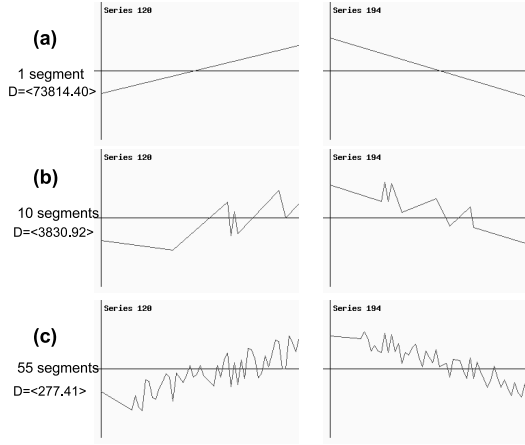 Series 120
Series 194
(a)
1 segment
D=<73814.40>
Series 120
Series 194
(b)
10 segments
D=<3830.92>
Series 120
Series 194
(c)
55 segments
D=<277.41>